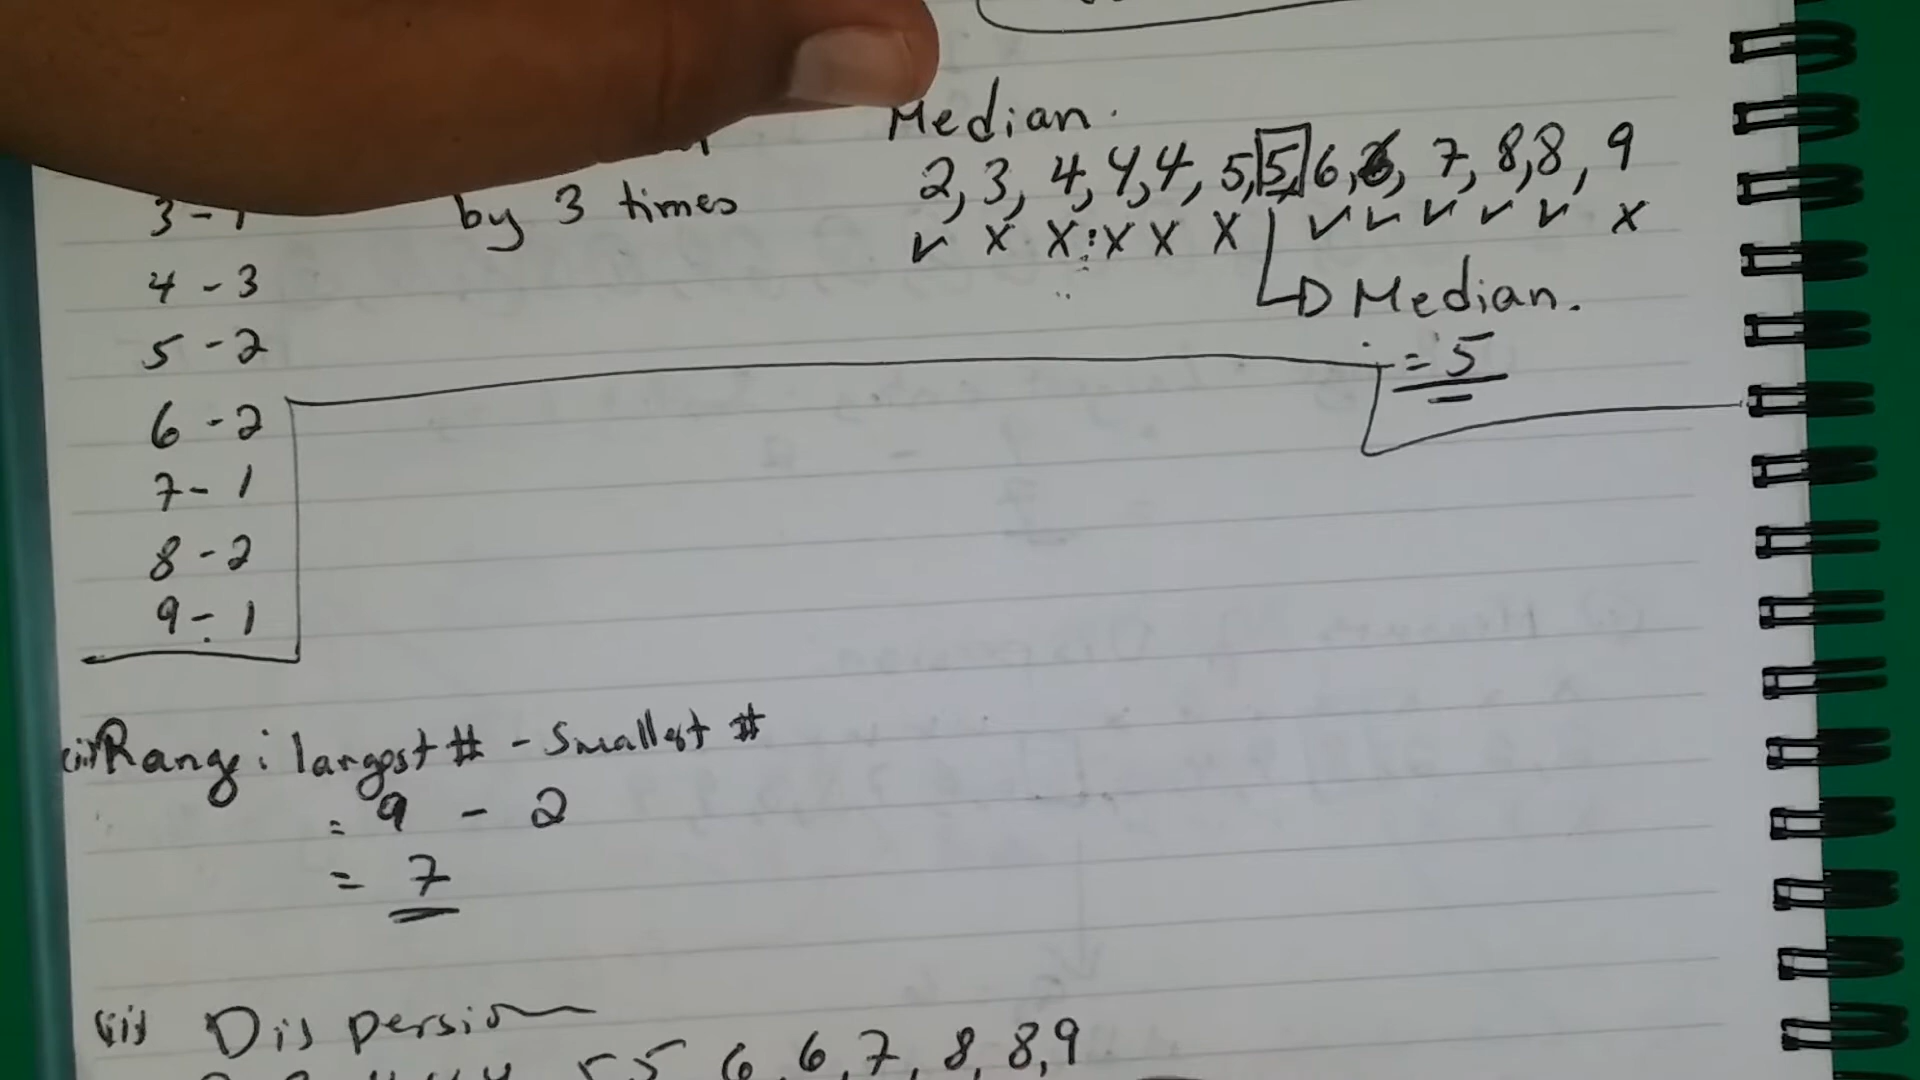 Median.
2, 3, 4, 4, 4, 5, 5, 6, 6, 7, 8, 8, 9
3 - 1
by 3 times
✓ x x x x x ✓ ✓ ✓ ✓ ✓ x
4 - 3
Median.
5 - 2
= 5
6 - 2
7 - 1
8 - 2
9 - 1
(ii) Range: largest # - Smallest #
= 9 - 2
= 7
(iii) Dispersion
5 5 6, 6, 7, 8, 8, 9